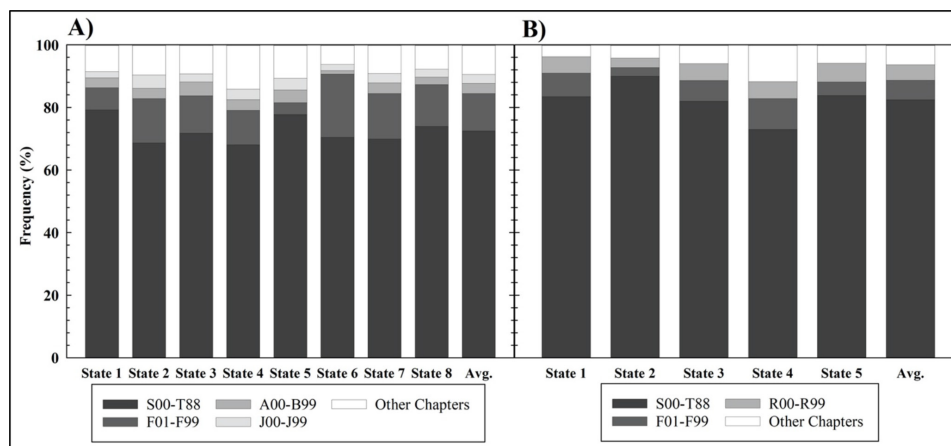 A)
B)
Frequency (%)
100
80
60
40
20
0
State 1 State 2 State 3 State 4 State 5 State 6 State 7 State 8 Avg.
State 1 State 2 State 3 State 4 State 5 Avg.
S00-T88 A00-B99 Other Chapters
F01-F99 J00-J99
S00-T88 R00-R99
F01-F99 Other Chapters